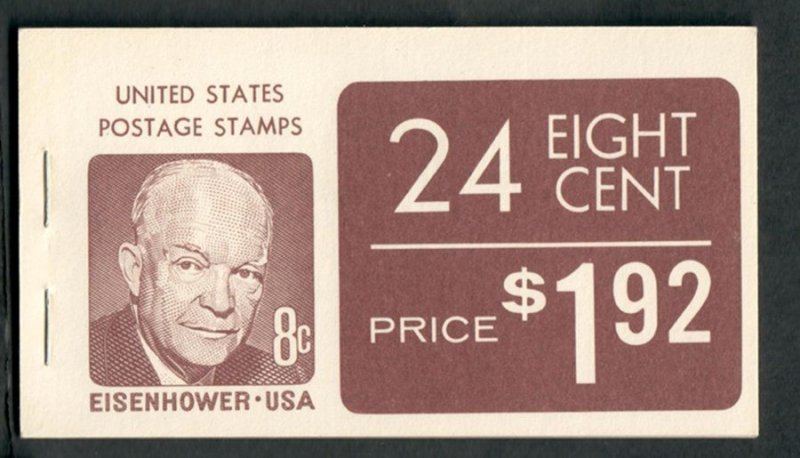 UNITED STATES
POSTAGE STAMPS
8c
EISENHOWER·USA
24 EIGHT
CENT
PRICE $1.92